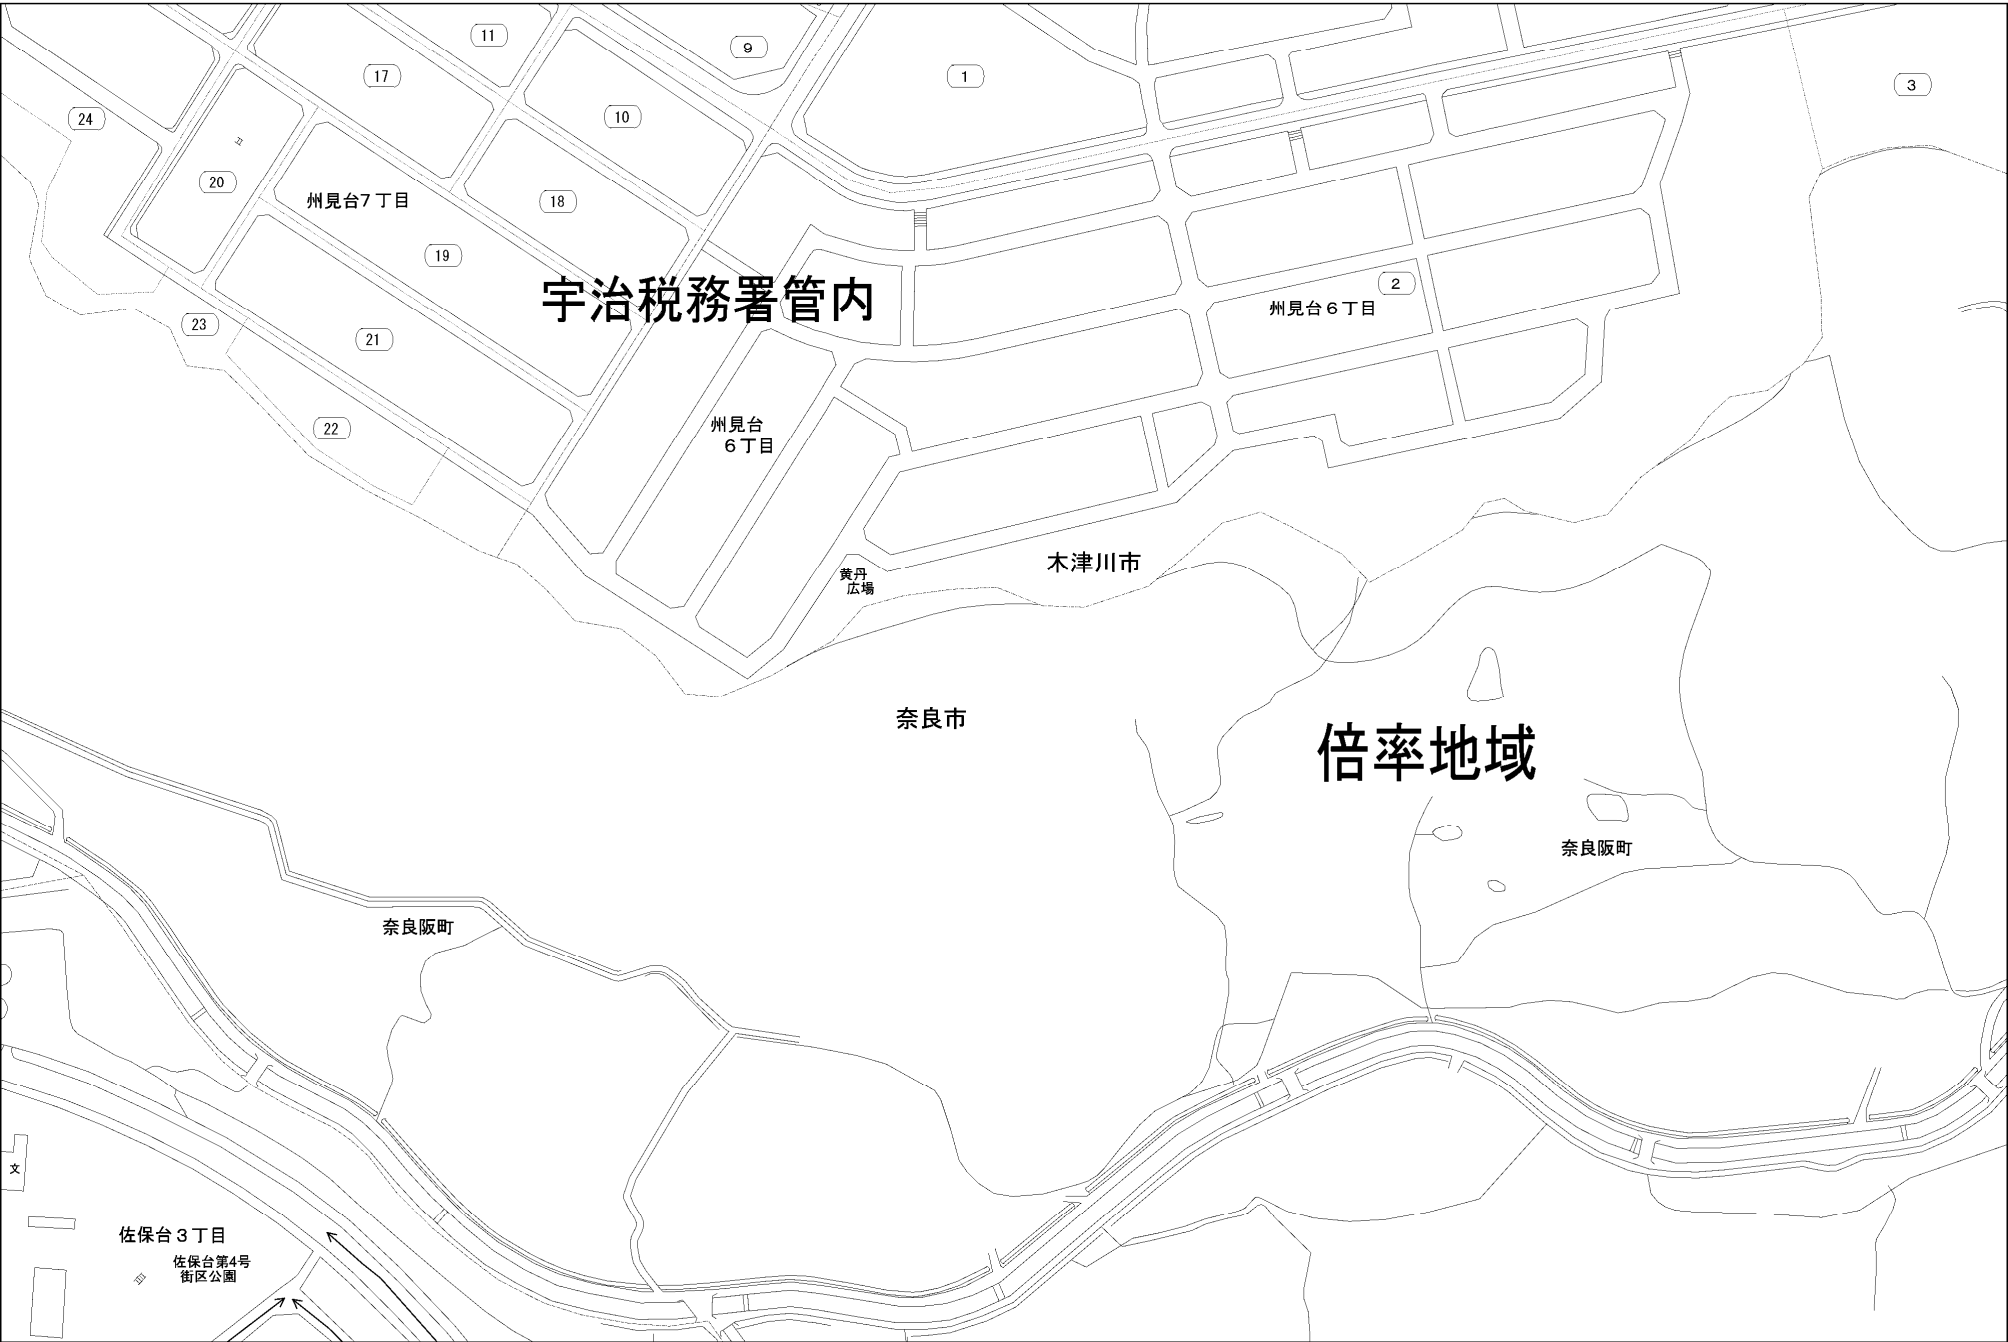 11
9
17
1
3
24
10
20
州見台7丁目
18
19
宇治税務署管内
2
州見台6丁目
23
21
22
州見台
6丁目
木津川市
黄丹
広場
奈良市
倍率地域
奈良阪町
奈良阪町
文
佐保台3丁目
佐保台第4号
街区公園